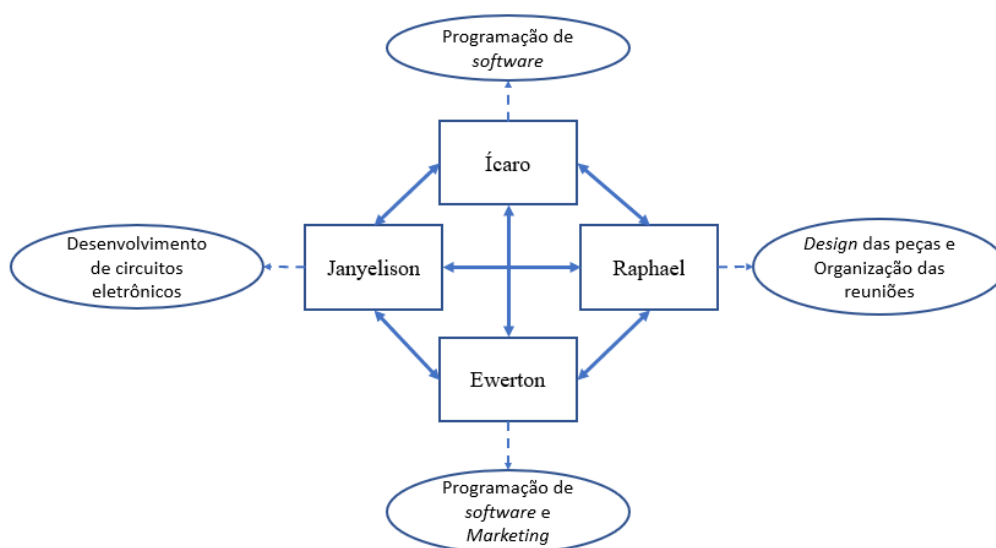 Programação de
software
Ícaro
Desenvolvimento
de circuitos
eletrônicos
Janyelison
Raphael
Design das peças e
Organização das
reuniões
Ewerton
Programação de
software e
Marketing